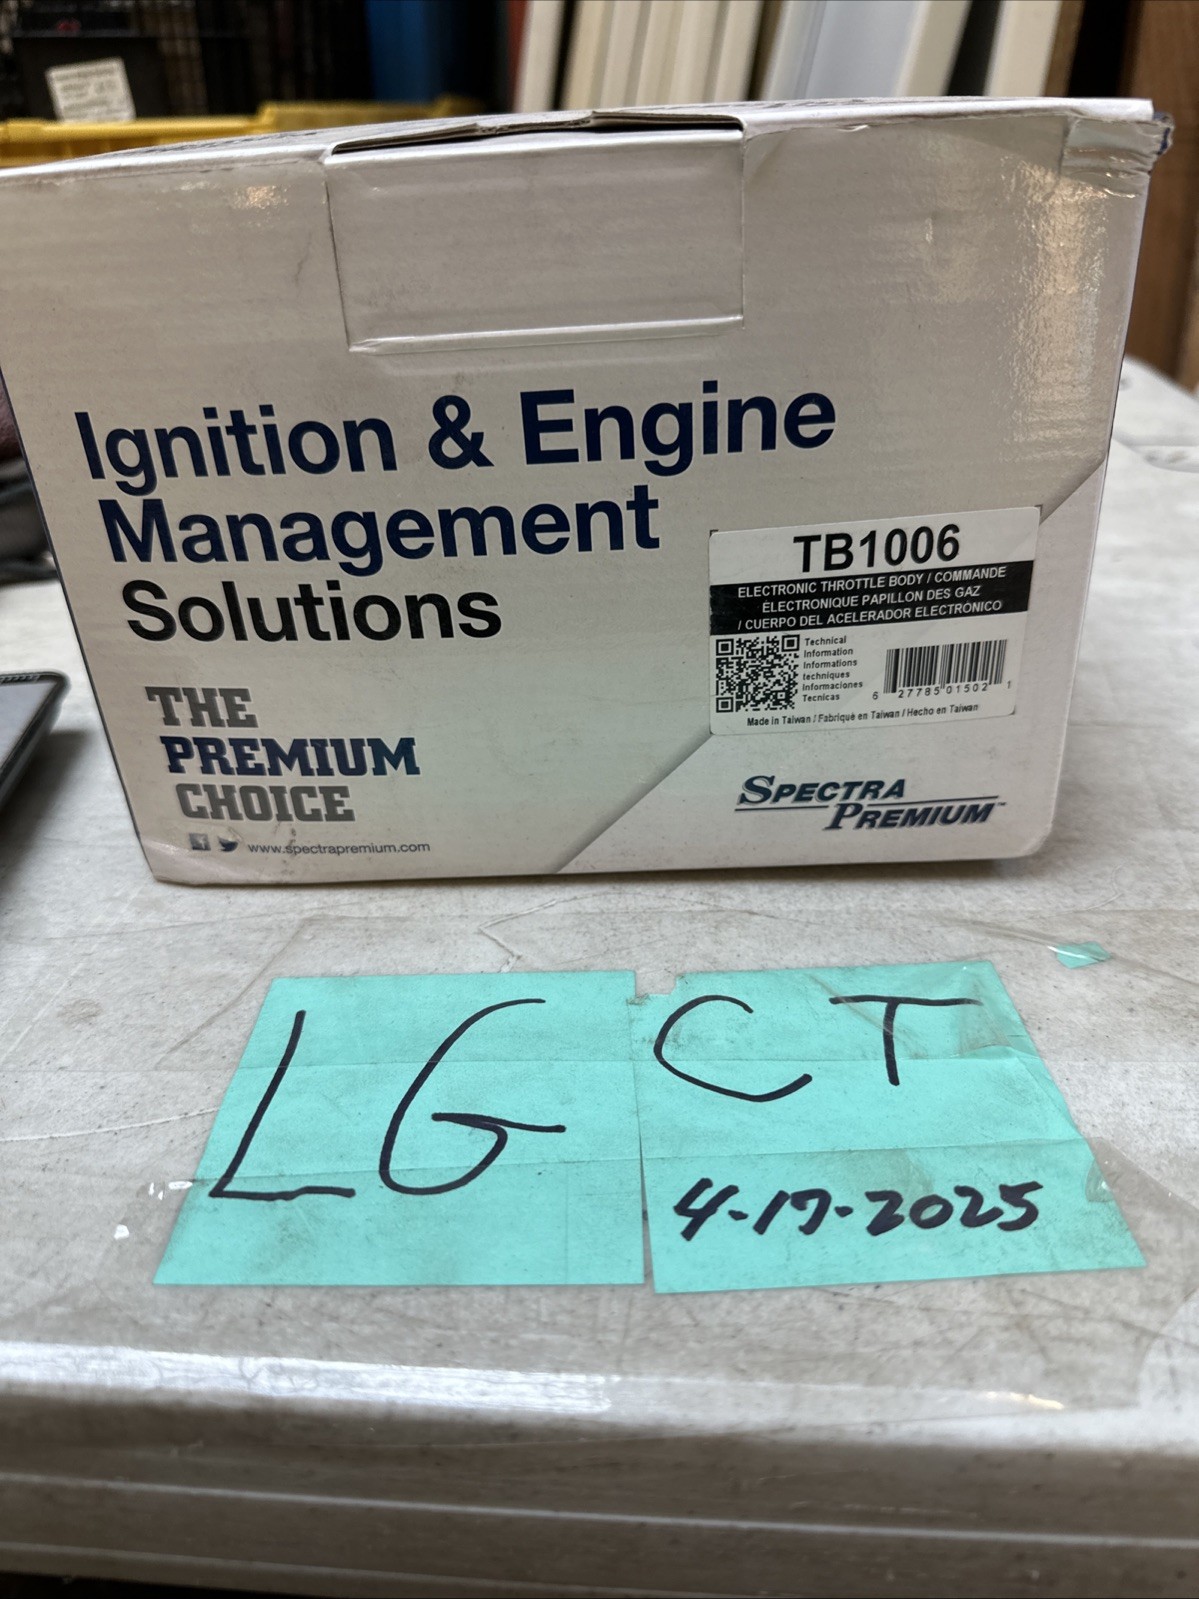 Ignition & Engine
Management
Solutions
THE
PREMIUM
CHOICE
www.spectrapremium.com
TB1006
ELECTRONIC THROTTLE BODY / COMMANDE
ÉLECTRONIQUE PAPILLON DES GAZ
/ CUERPO DEL ACELERADOR ELECTRÓNICO
Technical
Information
Informations
techniques
Informaciones
Tecnicas
6 27785 01502 1
Made in Taiwan / Fabriqué en Taiwan / Hecho en Taiwan
SPECTRA
PREMIUM™
LG CT
4-17-2025